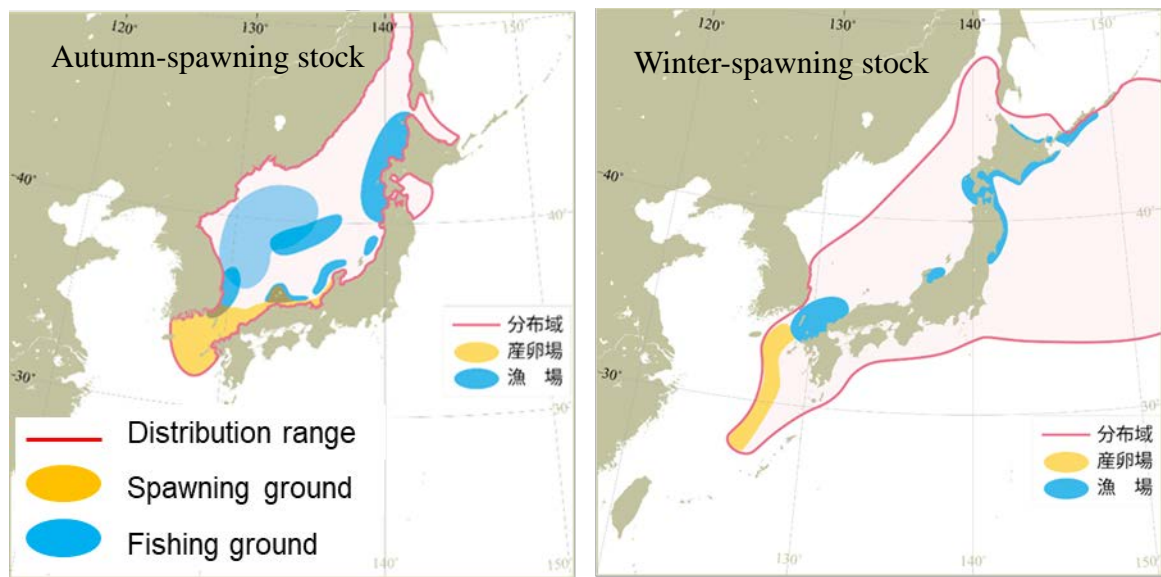 Autumn-spawning stock
130°
140°
150°
40°
40°
30°
30°
130°
140°
150°
分布域
産卵場
漁　場
Distribution range
Spawning ground
Fishing ground
Winter-spawning stock
120°
130°
140°
150°
40°
40°
30°
30°
130°
140°
150°
分布域
産卵場
漁　場